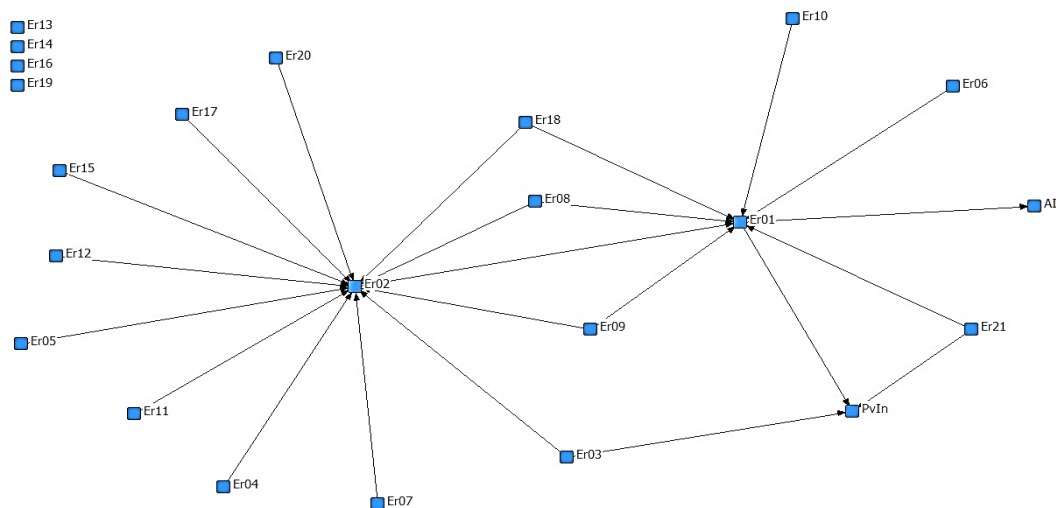 Er13
Er14
Er16
Er19
Er10
Er20
Er06
Er17
Er18
Er15
Er08
AI
Er01
Er12
Er02
Er09
Er21
Er05
PvIn
Er11
Er03
Er04
Er07